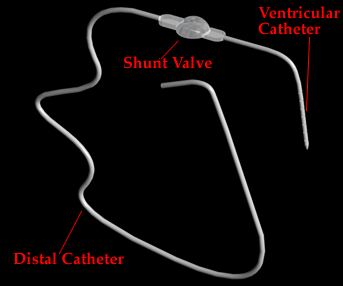 Ventricular
Catheter
Shunt Valve
Distal Catheter